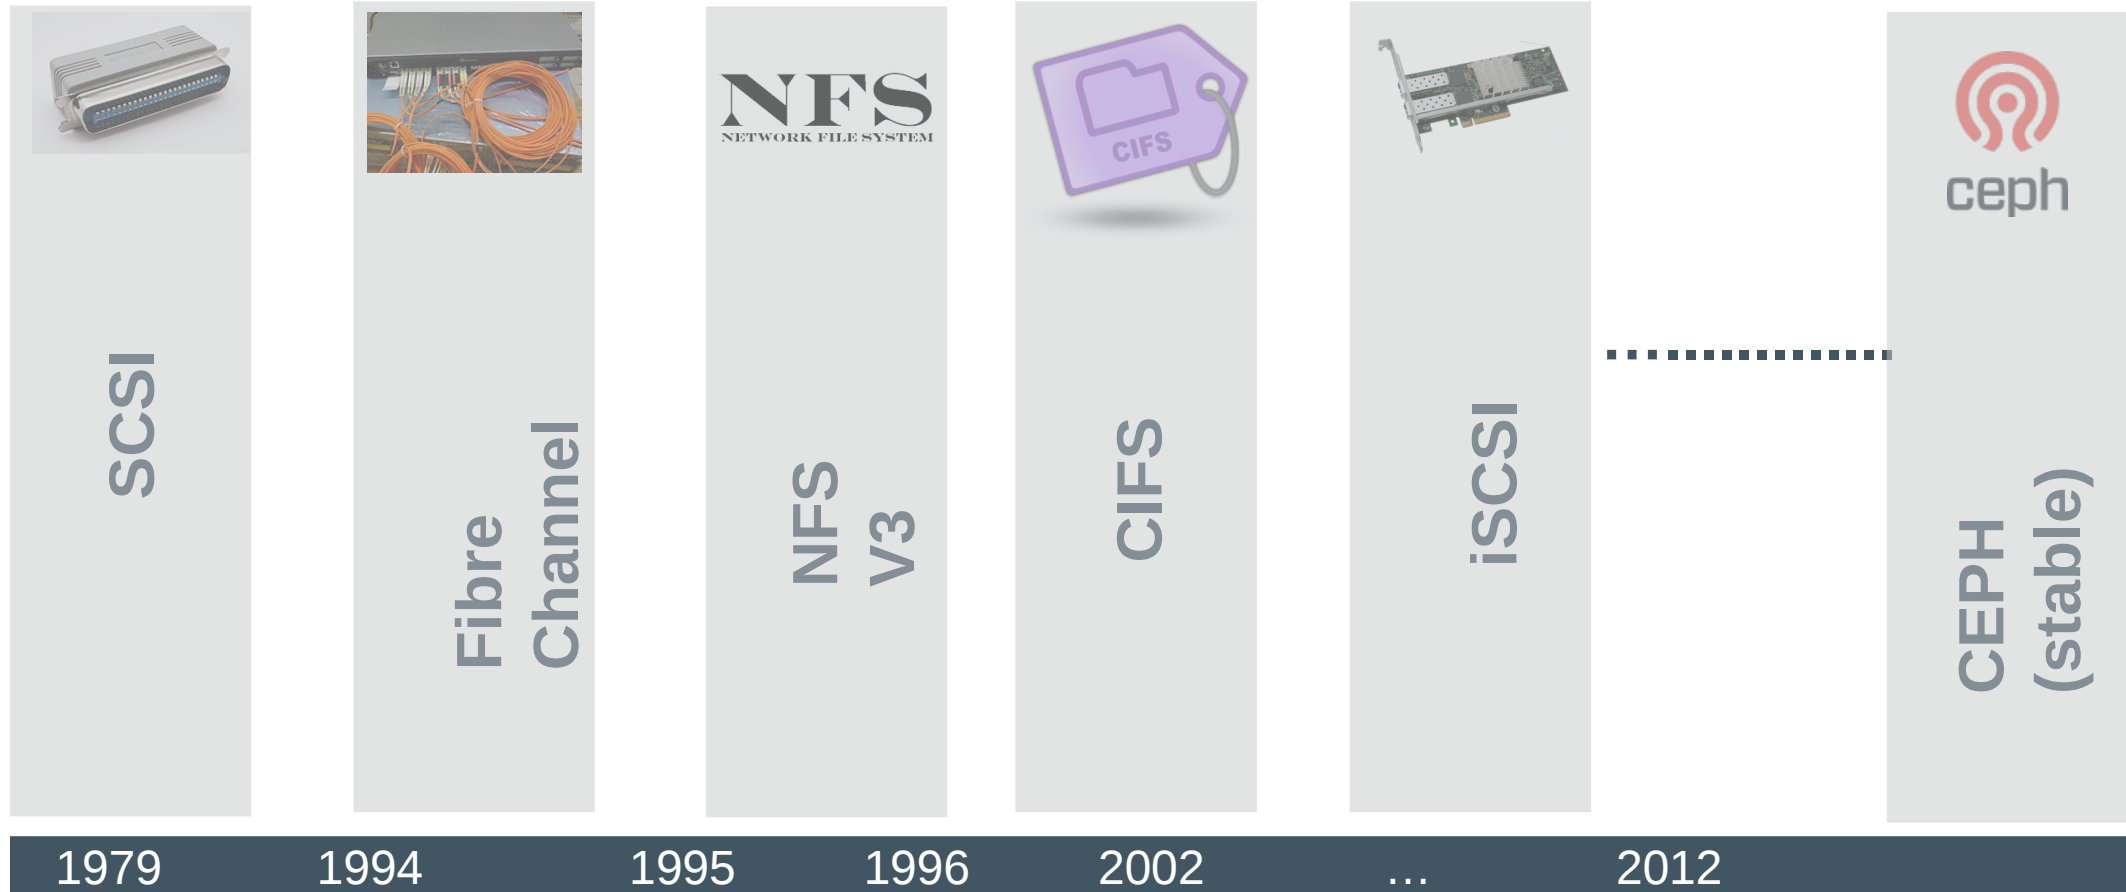 NFS
NETWORK FILE SYSTEM
CIFS
ceph
SCSI
Fibre
Channel
NFS
V3
CIFS
iSCSI
CEPH
(stable)
1979 1994 1995 1996 2002 ... 2012